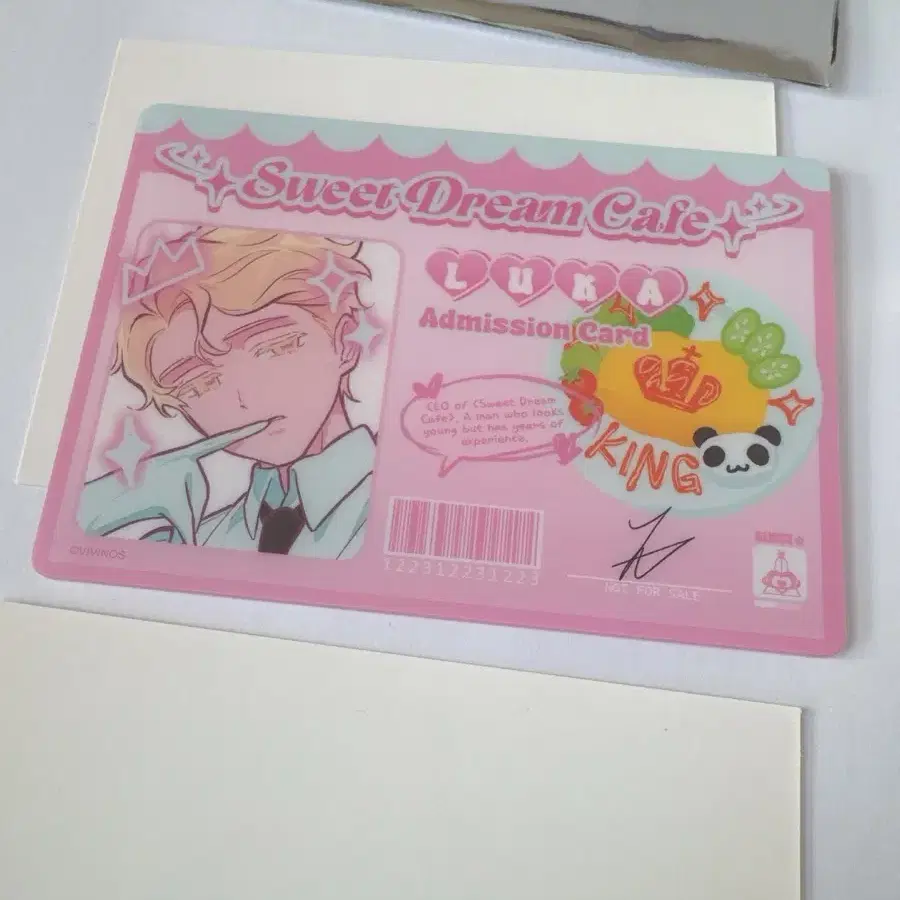 Sweet Dream Cafe
LUKA
Admission Card
CEO of (Sweet Dream
Cafe). A man who looks
young but has years of
experience.
KING
122312231223
NOT FOR SALE
©VIVINOS